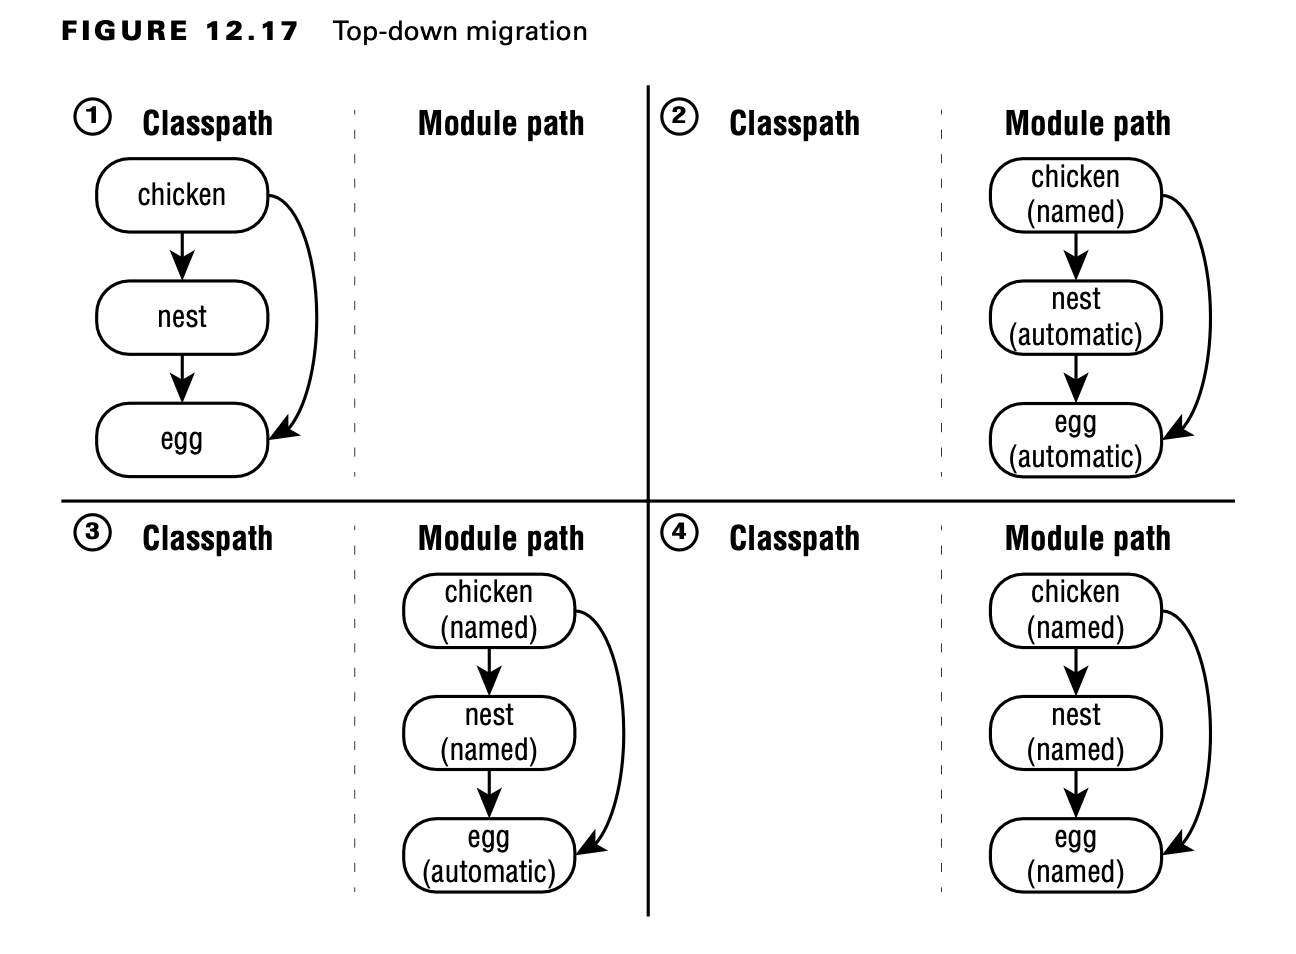 FIGURE 12.17 Top-down migration
1 Classpath Module path
chicken
nest
egg
2 Classpath Module path
chicken
(named)
nest
(automatic)
egg
(automatic)
3 Classpath Module path
chicken
(named)
nest
(named)
egg
(automatic)
4 Classpath Module path
chicken
(named)
nest
(named)
egg
(named)